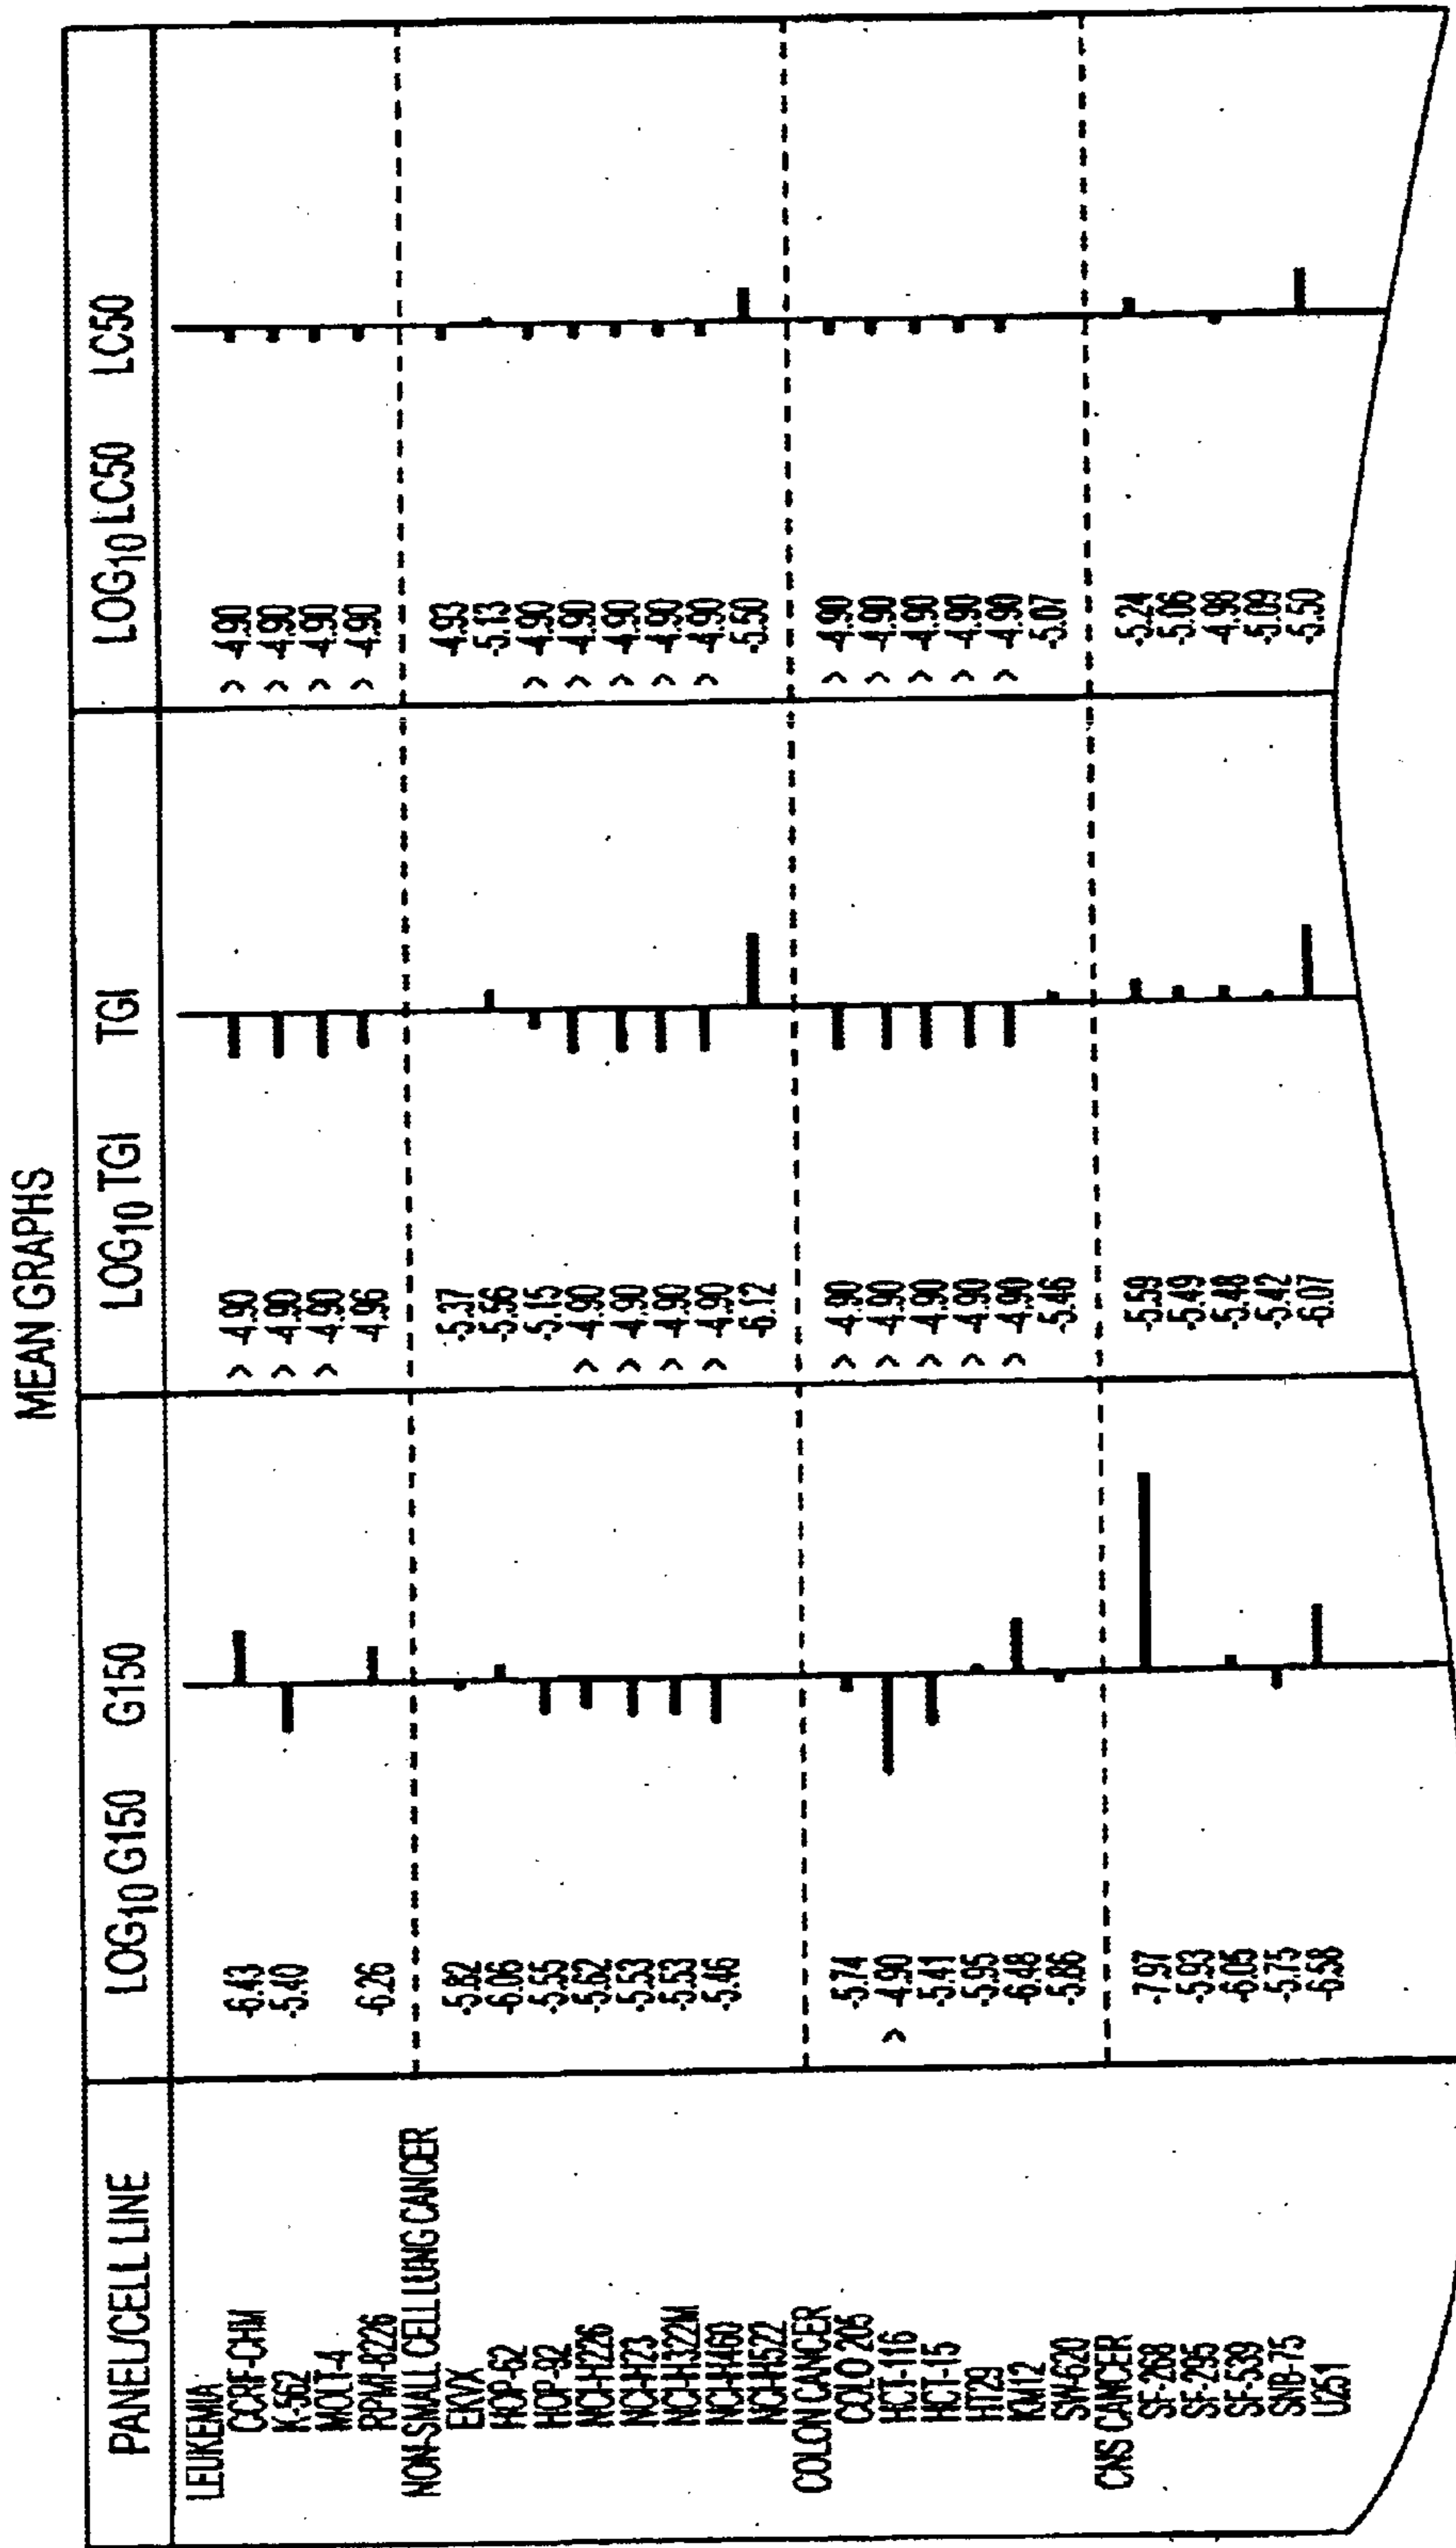 MEAN GRAPHS
PANEL/CELL LINE LOG10 G150 G150 LOG10 TGI TGI LOG10 LC50 LC50
LEUKEMIA
CCRF-CHM -6.43 > -4.90 > -4.90
K-562 -5.40 > -4.90 > -4.90
MOLT-4 > -4.90 > -4.90
RPMI-8226 -6.26 -4.96 > -4.90
NON-SMALL CELL LUNG CANCER
EKVX -5.82 -5.37 -4.93
HOP-62 -6.06 -5.56 -5.13
HOP-92 -5.55 -5.15 > -4.90
NCI-H226 -5.62 > -4.90 > -4.90
NCI-H23 -5.53 > -4.90 > -4.90
NCI-H322M -5.53 > -4.90 > -4.90
NCI-H460 -5.46 > -4.90 > -4.90
NCI-H522 -6.12 -5.50
COLON CANCER
COLO 205 -5.74 > -4.90 > -4.90
HCT-116 > -4.90 > -4.90 > -4.90
HCT-15 -5.41 > -4.90 > -4.90
HT29 -5.95 > -4.90 > -4.90
KM12 -6.48 > -4.90 > -4.90
SW-620 -5.86 -5.46 -5.07
CNS CANCER
SF-268 -7.97 -5.59 -5.24
SF-295 -5.93 -5.49 -5.06
SF-539 -6.05 -5.48 -4.98
SNB-75 -5.75 -5.42 -5.09
U251 -6.58 -6.07 -5.50